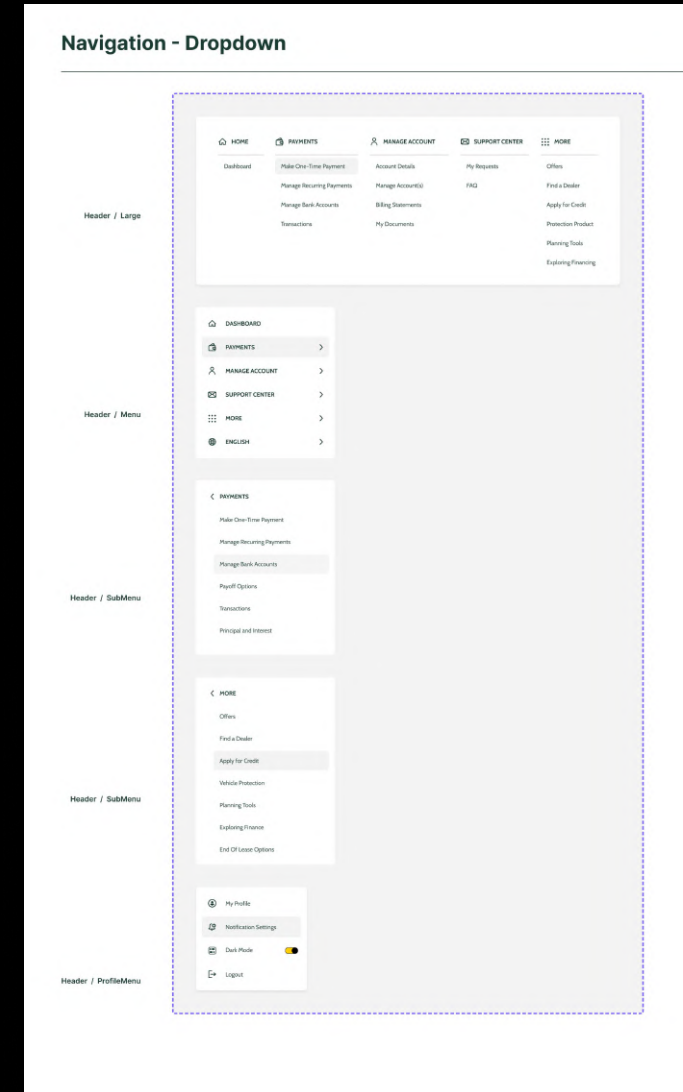 Navigation - Dropdown
Header / Large
HOME
Dashboard
PAYMENTS
Make One-Time Payment
Manage Recurring Payments
Manage Bank Accounts
Transactions
MANAGE ACCOUNT
Account Details
Manage Account(s)
Billing Statements
My Documents
SUPPORT CENTER
My Requests
FAQ
MORE
Offers
Find a Dealer
Apply for Credit
Protection Product
Planning Tools
Exploring Financing
Header / Menu
DASHBOARD
PAYMENTS
MANAGE ACCOUNT
SUPPORT CENTER
MORE
ENGLISH
Header / SubMenu
PAYMENTS
Make One-Time Payment
Manage Recurring Payments
Manage Bank Accounts
Payoff Options
Transactions
Principal and Interest
Header / SubMenu
MORE
Offers
Find a Dealer
Apply for Credit
Vehicle Protection
Planning Tools
Exploring Finance
End Of Lease Options
Header / ProfileMenu
My Profile
Notification Settings
Dark Mode
Logout